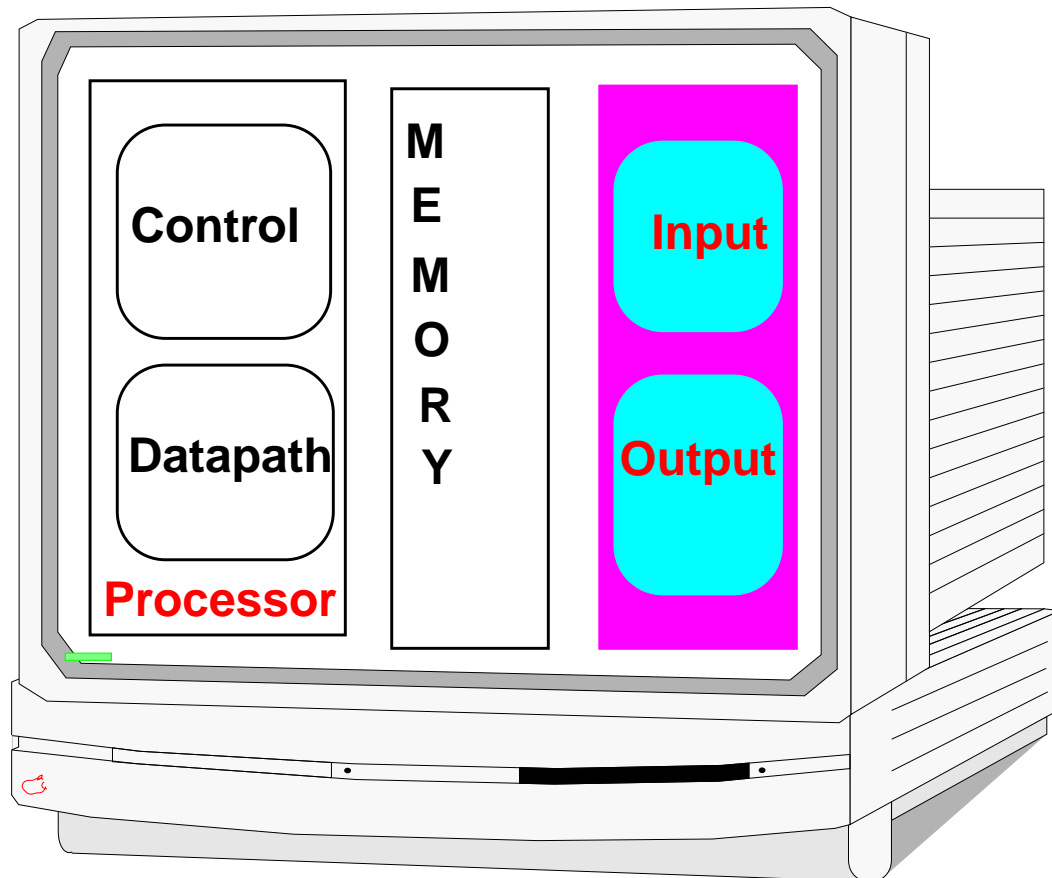 Control
Datapath
Processor
M
E
M
O
R
Y
Input
Output